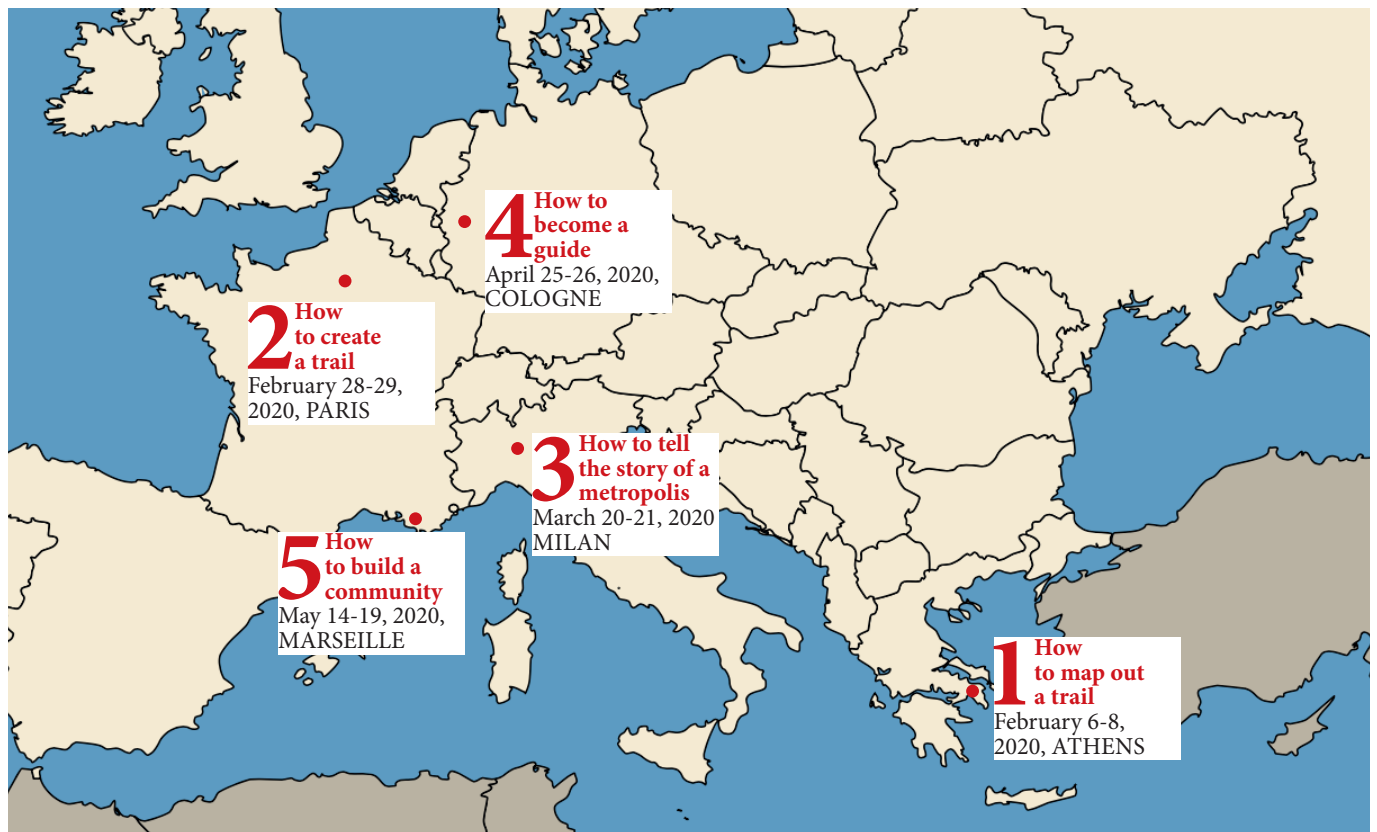 1 How
to map out
a trail
February 6-8,
2020, ATHENS
2 How
to create
a trail
February 28-29,
2020, PARIS
3 How to tell
the story of a
metropolis
March 20-21, 2020
MILAN
4 How to
become a
guide
April 25-26, 2020,
COLOGNE
5 How
to build a
community
May 14-19, 2020,
MARSEILLE